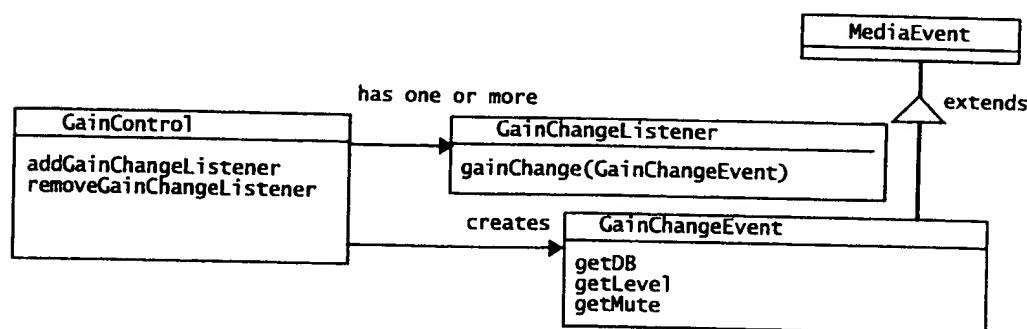 MediaEvent
has one or more
extends
GainControl
GainChangeListener
addGainChangeListener
removeGainChangeListener
gainChange(GainChangeEvent)
creates
GainChangeEvent
getDB
getLevel
getMute